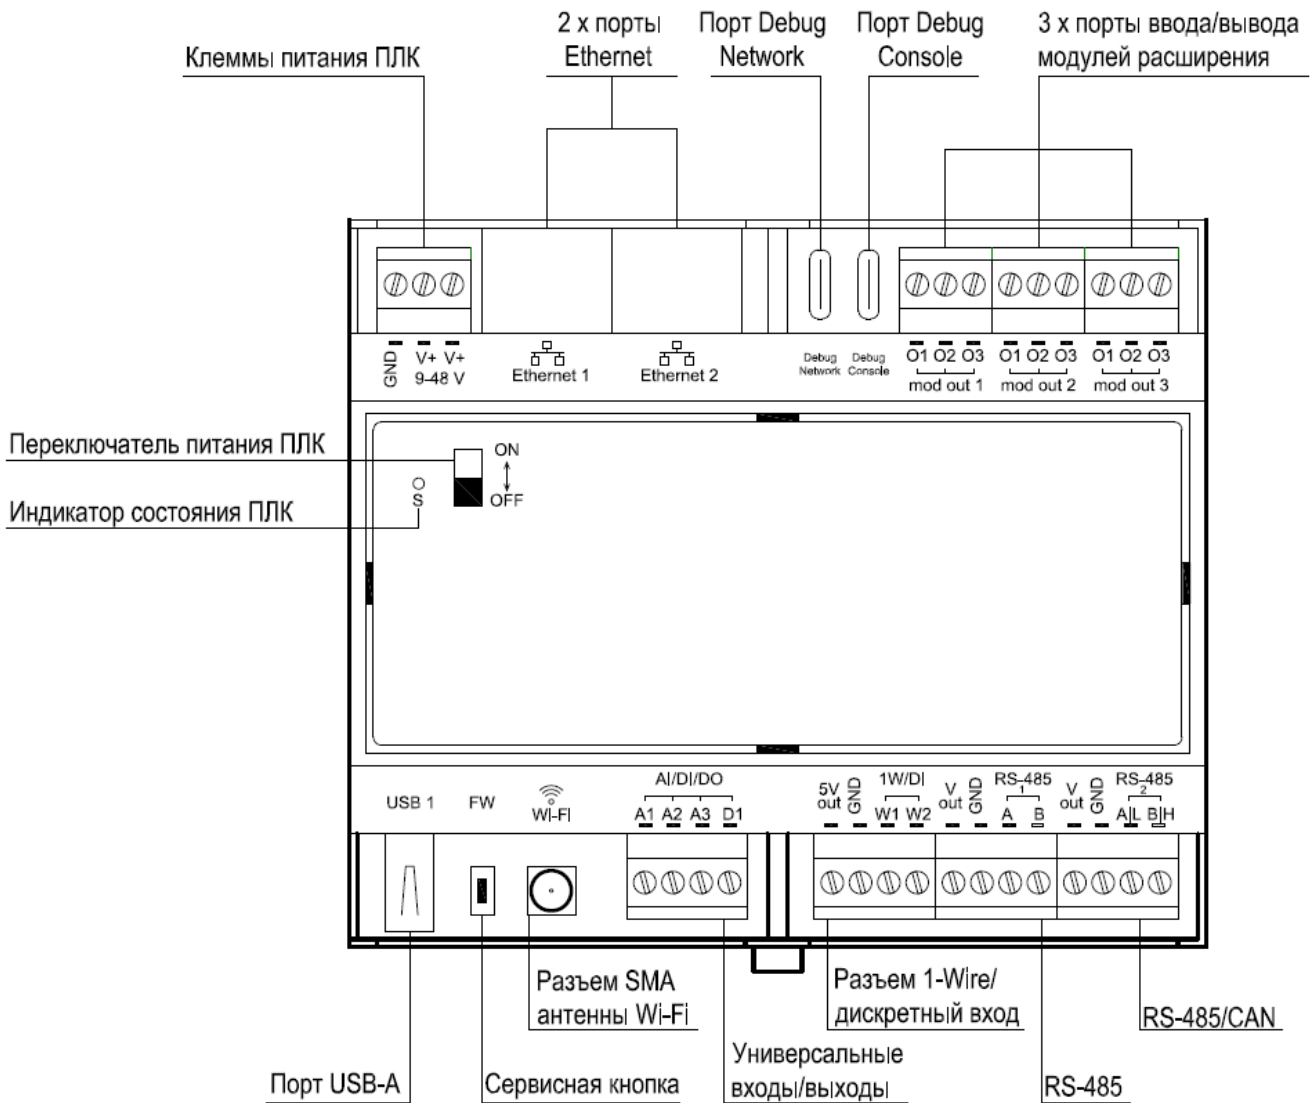 Клеммы питания ПЛК
2 x порты
Ethernet
Порт Debug
Network
Порт Debug
Console
3 x порты ввода/вывода
модулей расширения
GND
V+ V+
9-48 V
Ethernet 1
Ethernet 2
Debug
Network
Debug
Console
O1 O2 O3
mod out 1
O1 O2 O3
mod out 2
O1 O2 O3
mod out 3
Переключатель питания ПЛК
ON
OFF
S
Индикатор состояния ПЛК
USB 1
FW
Wi-Fi
AI/DI/DO
A1 A2 A3 D1
5V
out
GND
1W/DI
W1 W2
V
out
GND
RS-485
1
A B
V
out
GND
RS-485
2
A|L B|H
Разъем SMA
антенны Wi-Fi
Разъем 1-Wire/
дискретный вход
RS-485/CAN
Порт USB-A
Сервисная кнопка
Универсальные
входы/выходы
RS-485